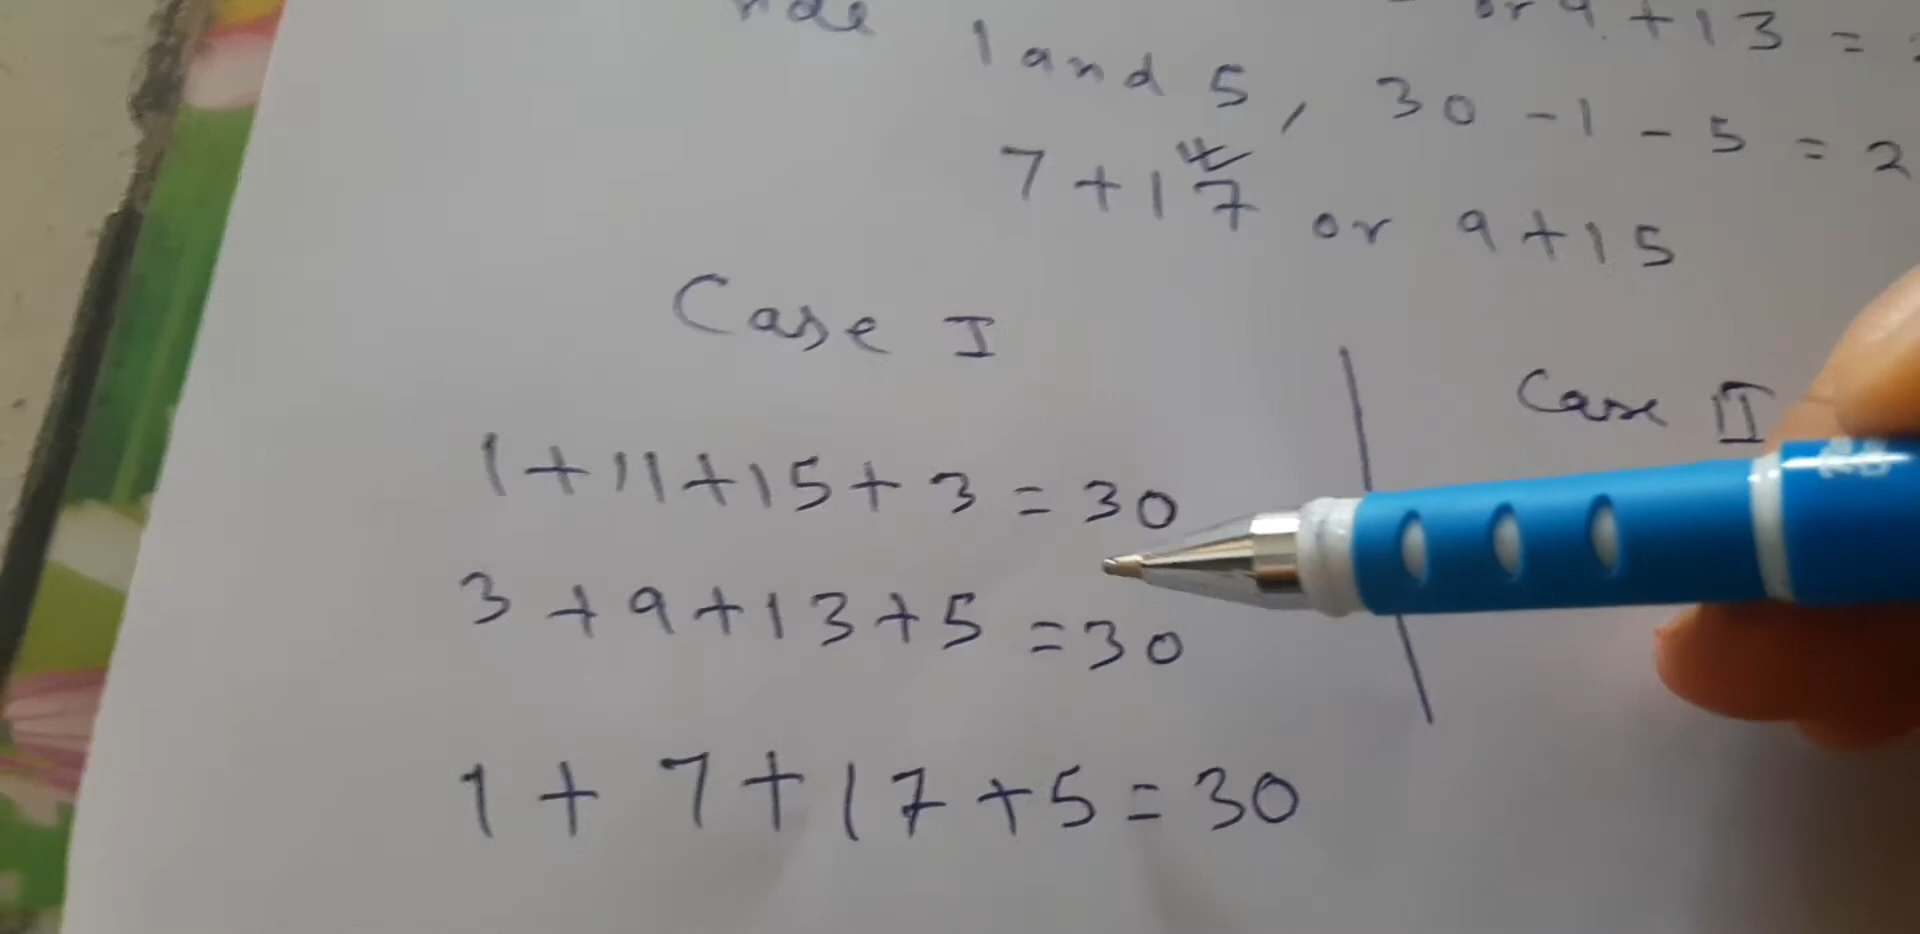 or 9 + 13 =
1 and 5, 30 - 1 - 5 = 2
7 + 17 or 9 + 15
Case I
Case II
1 + 11 + 15 + 3 = 30
3 + 9 + 13 + 5 = 30
1 + 7 + 17 + 5 = 30